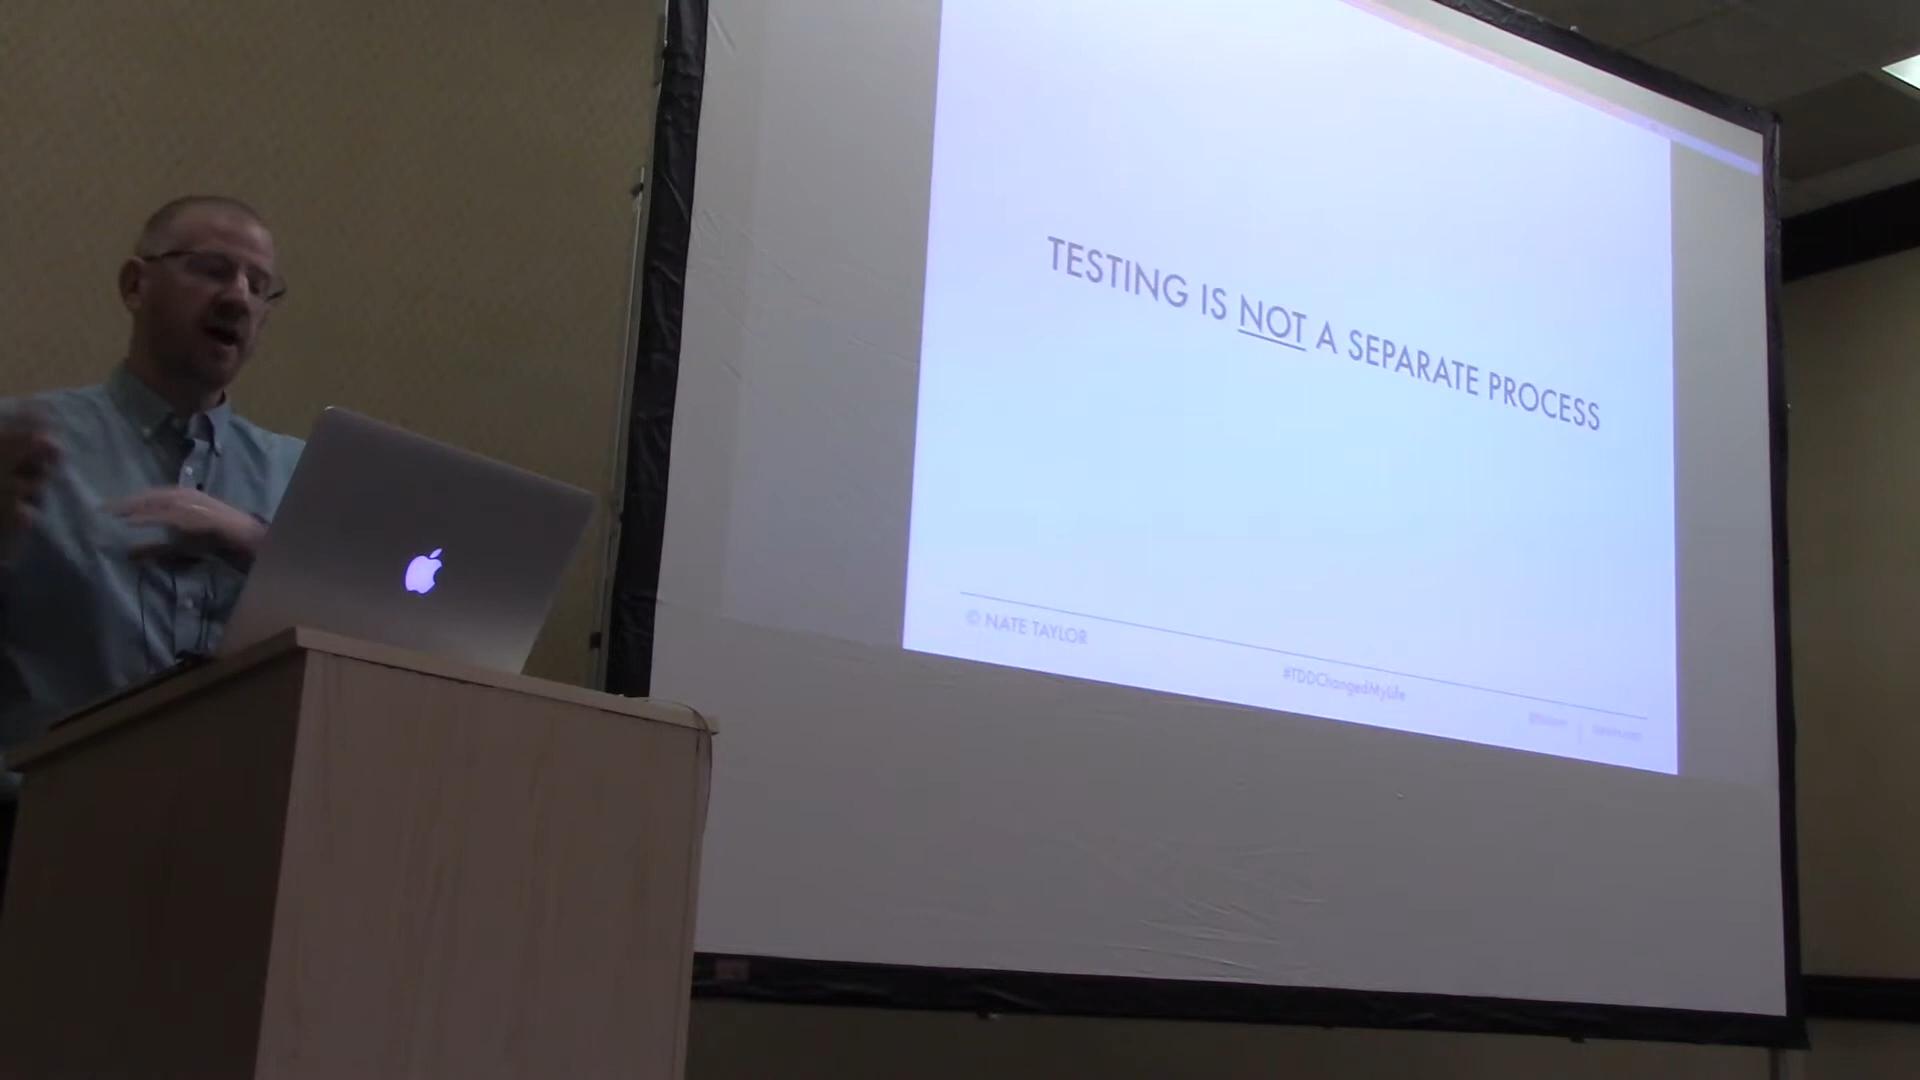 TESTING IS NOT A SEPARATE PROCESS
© NATE TAYLOR
#TDDChangedMyLife